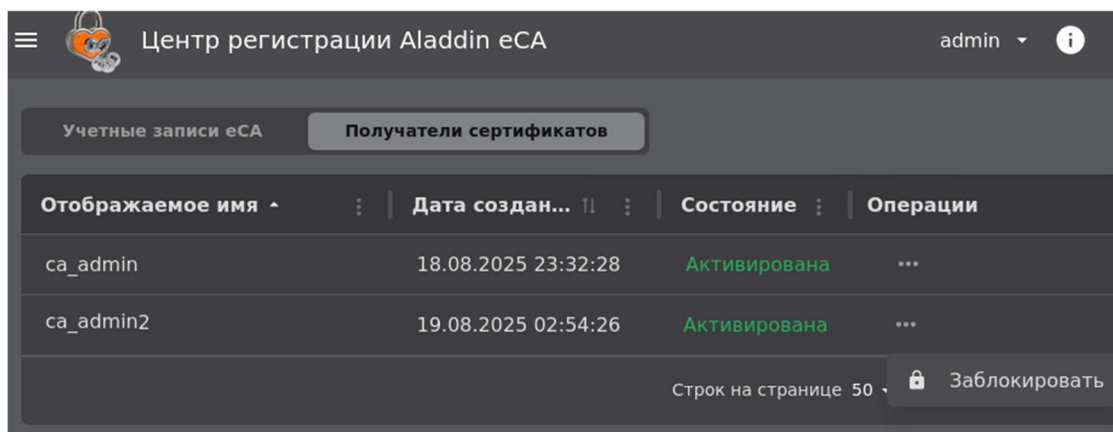 Центр регистрации Aladdin eCA
admin
Учетные записи eCA Получатели сертификатов
Отображаемое имя Дата создан... Состояние Операции
ca_admin 18.08.2025 23:32:28 Активирована
ca_admin2 19.08.2025 02:54:26 Активирована
Строк на странице 50
Заблокировать